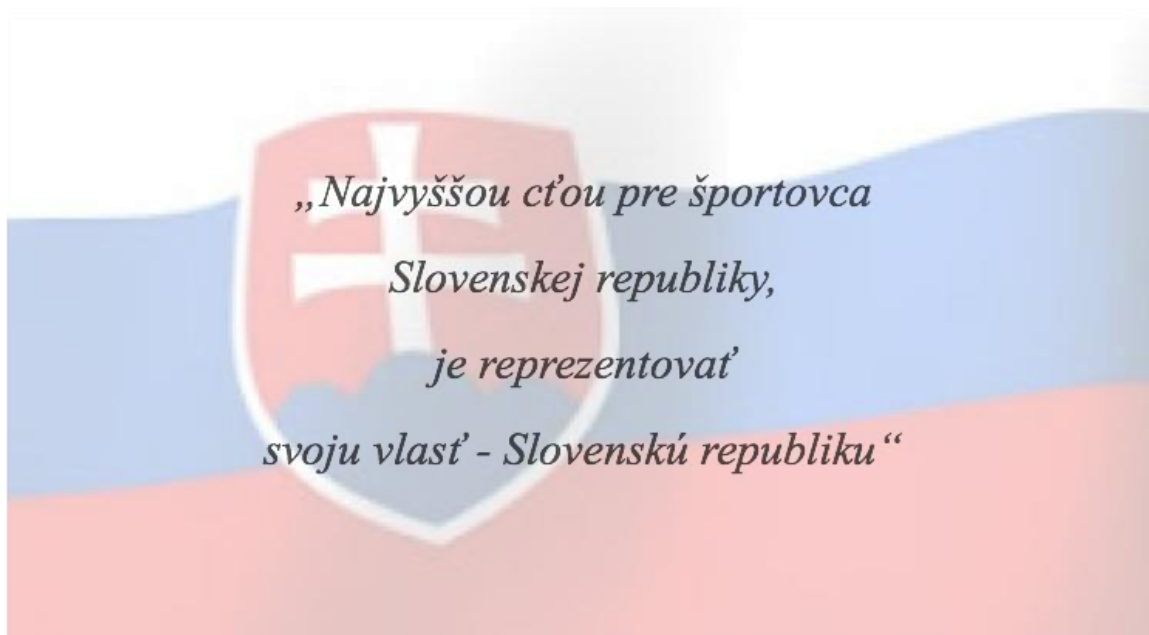 „Najvyššou cťou pre športovca
Slovenskej republiky,
je reprezentovať
svoju vlasť - Slovenskú republiku“